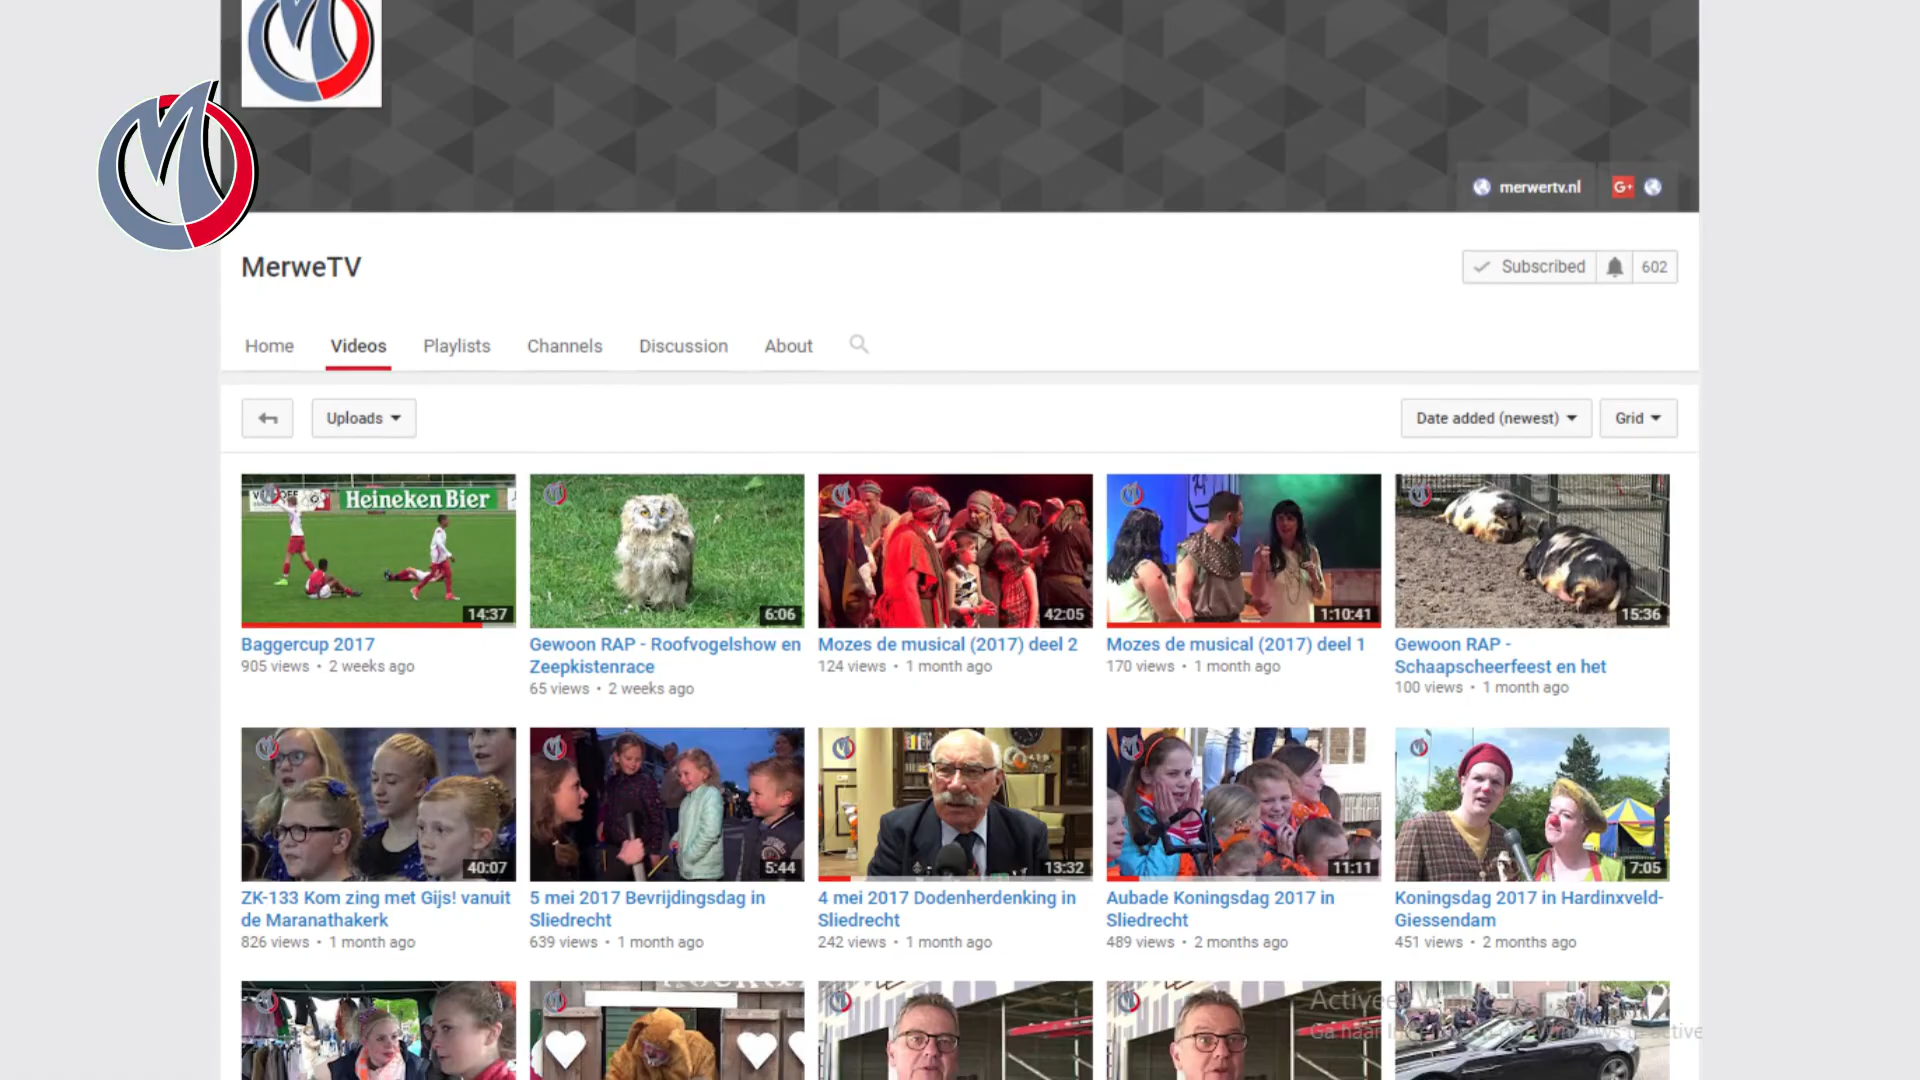 merwertv.nl
G+
MerweTV
Subscribed
602
Home
Videos
Playlists
Channels
Discussion
About
Uploads
Date added (newest)
Grid
Heineken Bier
14:37
6:06
42:05
1:10:41
15:36
Baggercup 2017
905 views • 2 weeks ago
Gewoon RAP - Roofvogelshow en
Zeepkistenrace
65 views • 2 weeks ago
Mozes de musical (2017) deel 2
124 views • 1 month ago
Mozes de musical (2017) deel 1
170 views • 1 month ago
Gewoon RAP -
Schaapscheerfeest en het
100 views • 1 month ago
40:07
5:44
13:32
11:11
7:05
ZK-133 Kom zing met Gijs! vanuit
de Maranathakerk
826 views • 1 month ago
5 mei 2017 Bevrijdingsdag in
Sliedrecht
639 views • 1 month ago
4 mei 2017 Dodenherdenking in
Sliedrecht
242 views • 1 month ago
Aubade Koningsdag 2017 in
Sliedrecht
489 views • 2 months ago
Koningsdag 2017 in Hardinxveld-
Giessendam
451 views • 2 months ago
Ga naar